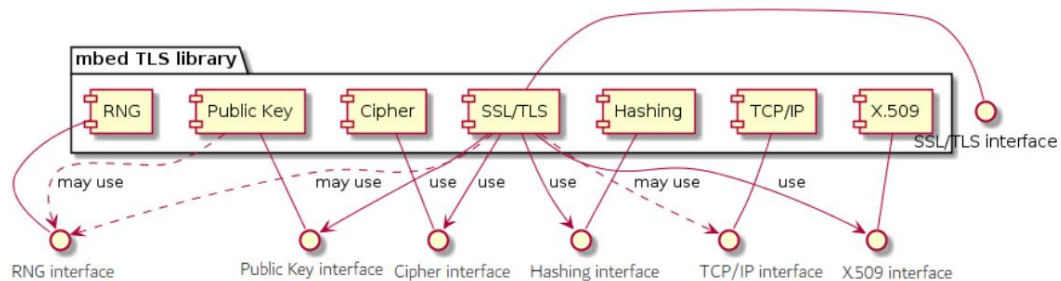 mbed TLS library
RNG
Public Key
Cipher
SSL/TLS
Hashing
TCP/IP
X.509
SSL/TLS interface
may use
may use
use
use
use
may use
use
RNG interface
Public Key interface
Cipher interface
Hashing interface
TCP/IP interface
X.509 interface